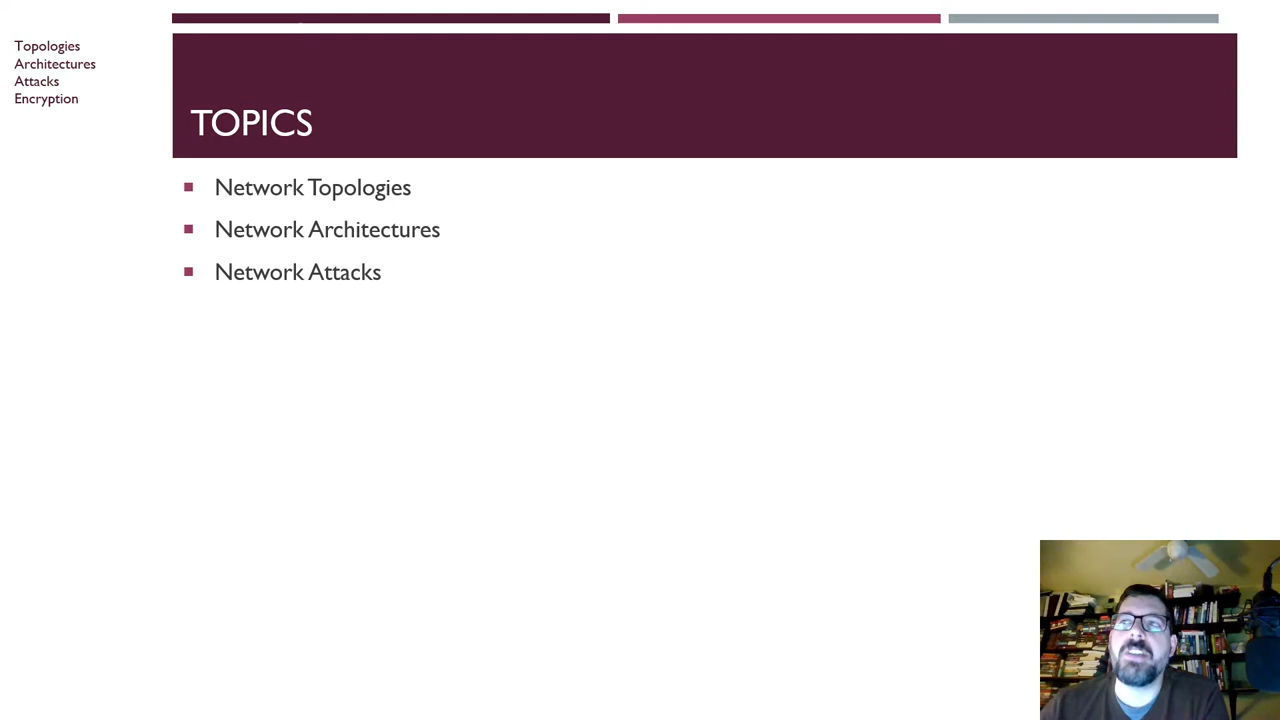 Topologies
Architectures
Attacks
Encryption
TOPICS
Network Topologies
Network Architectures
Network Attacks